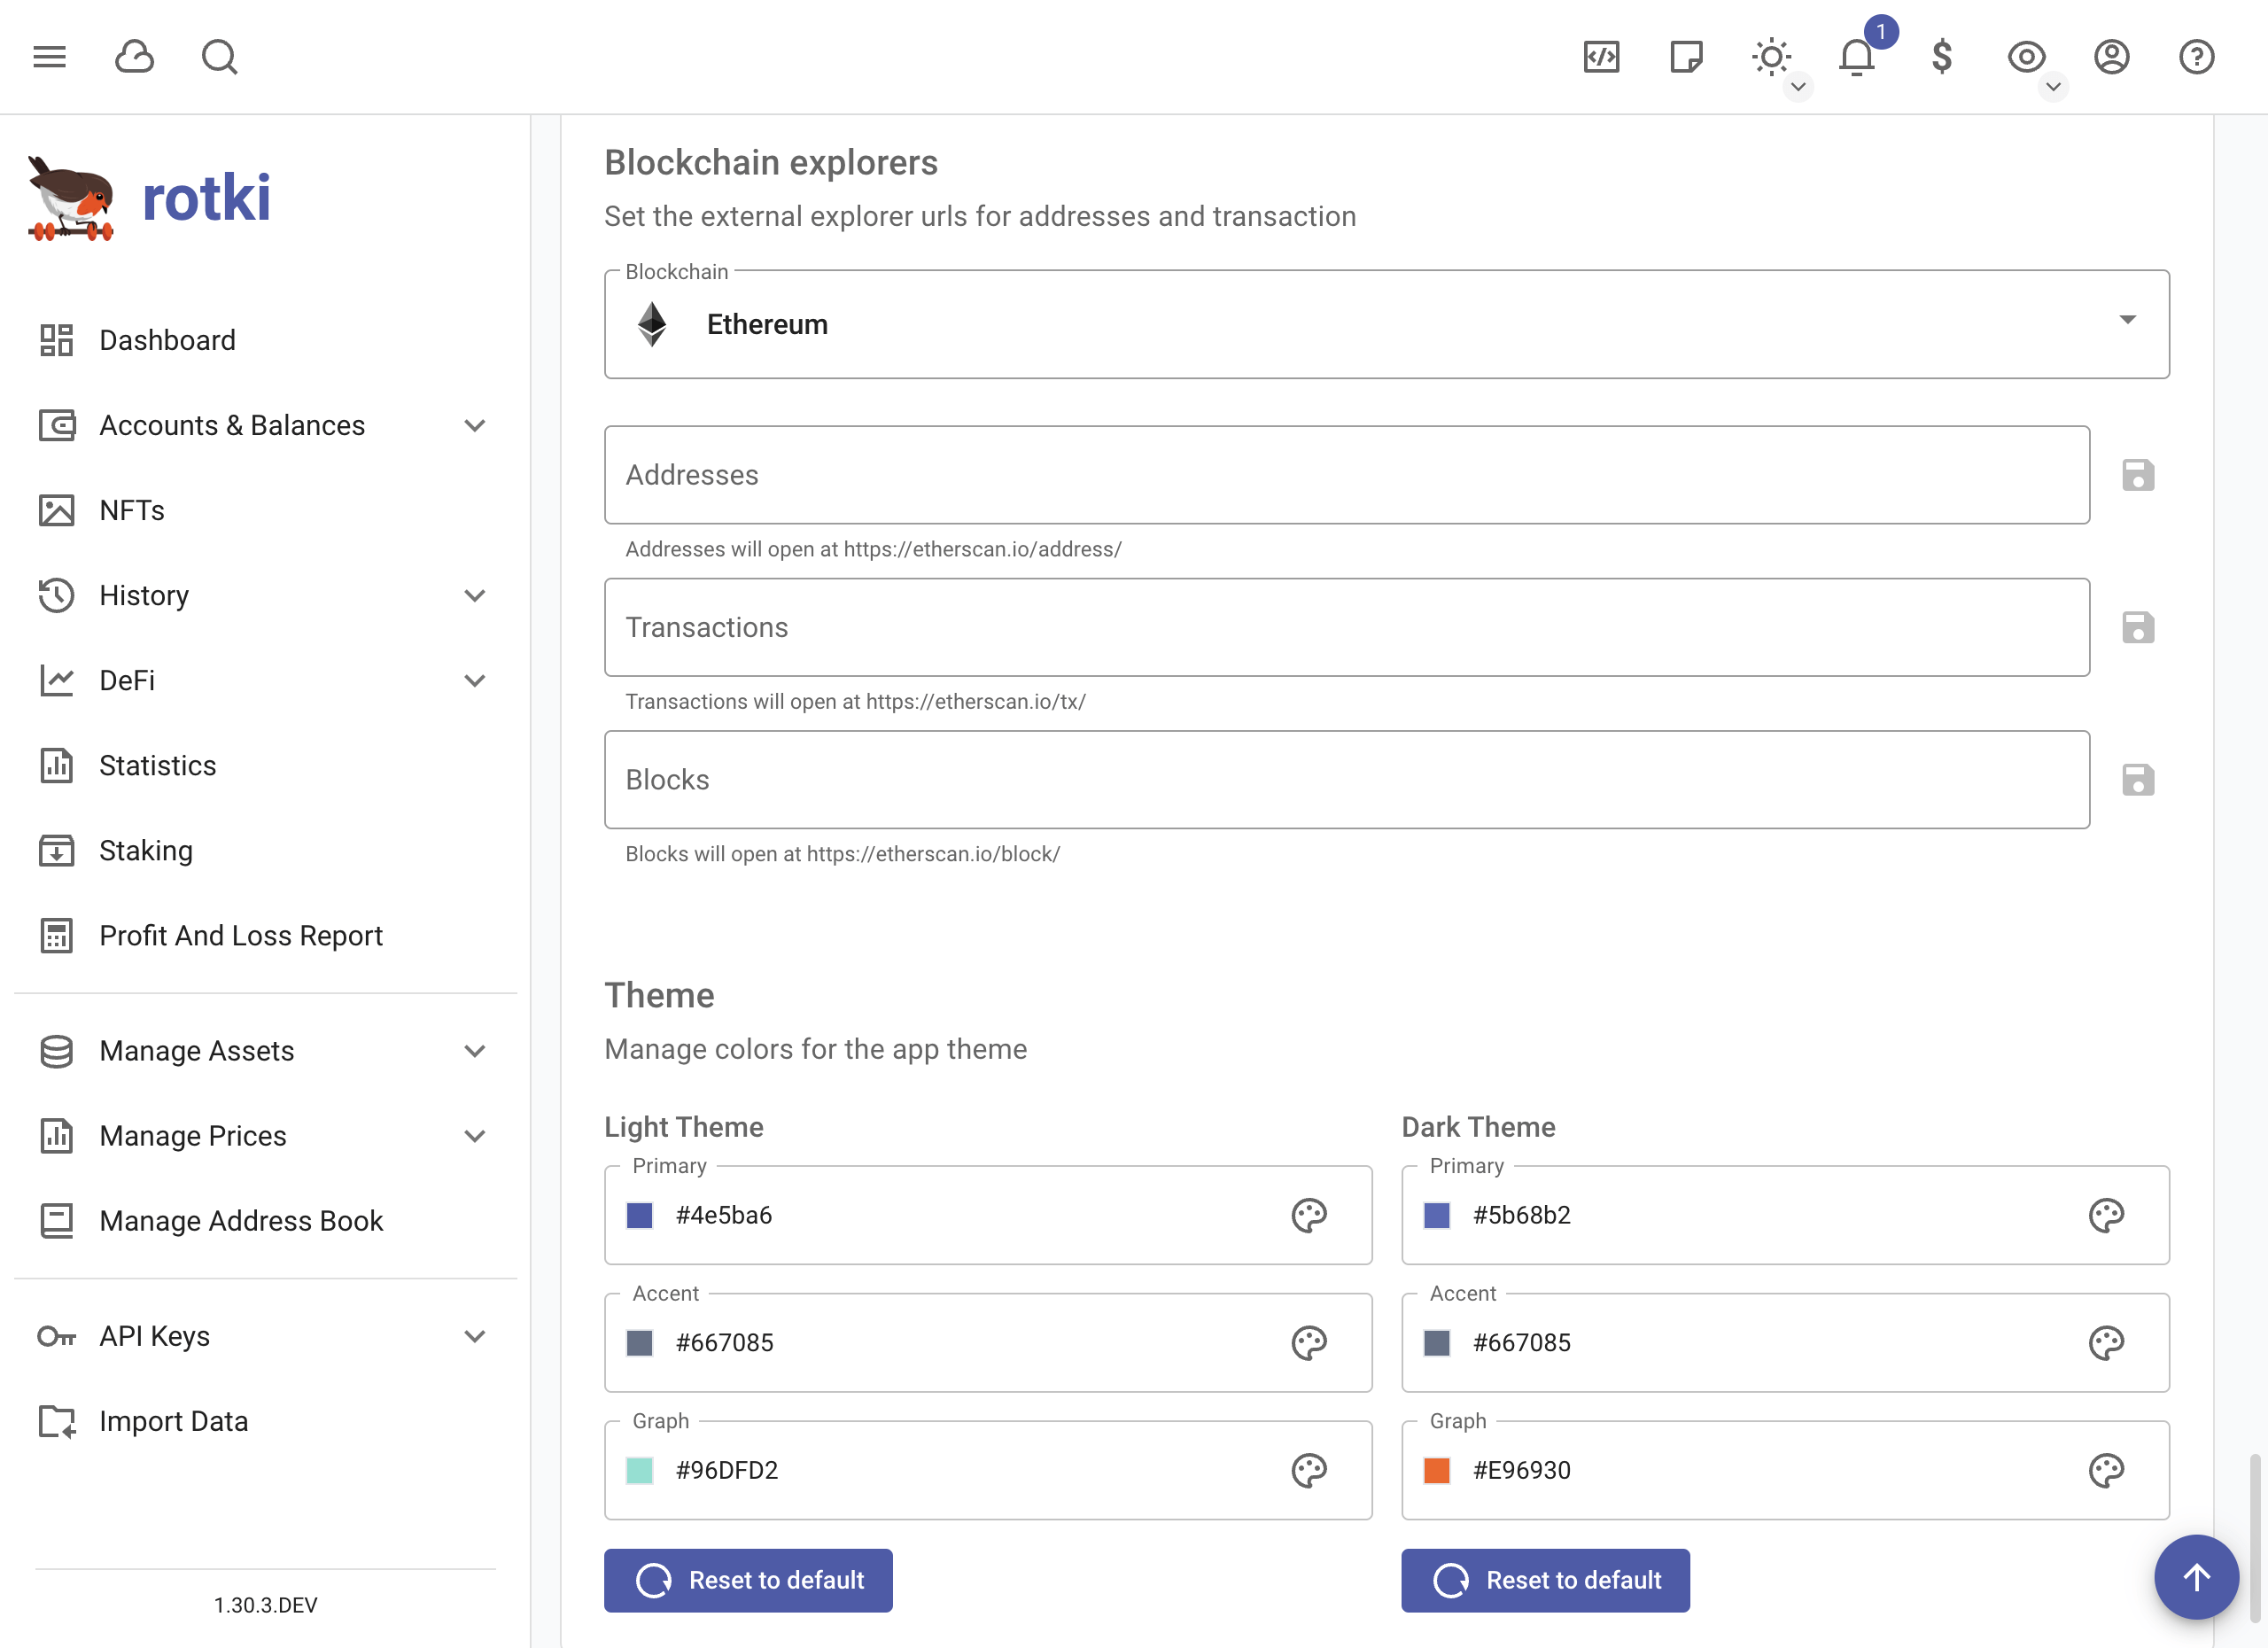 1
rotki
Dashboard
Accounts & Balances
NFTs
History
DeFi
Statistics
Staking
Profit And Loss Report
Manage Assets
Manage Prices
Manage Address Book
API Keys
Import Data
1.30.3.DEV
Blockchain explorers
Set the external explorer urls for addresses and transaction
Blockchain
Ethereum
Addresses
Addresses will open at https://etherscan.io/address/
Transactions
Transactions will open at https://etherscan.io/tx/
Blocks
Blocks will open at https://etherscan.io/block/
Theme
Manage colors for the app theme
Light Theme
Primary
#4e5ba6
Accent
#667085
Graph
#96DFD2
Reset to default
Dark Theme
Primary
#5b68b2
Accent
#667085
Graph
#E96930
Reset to default